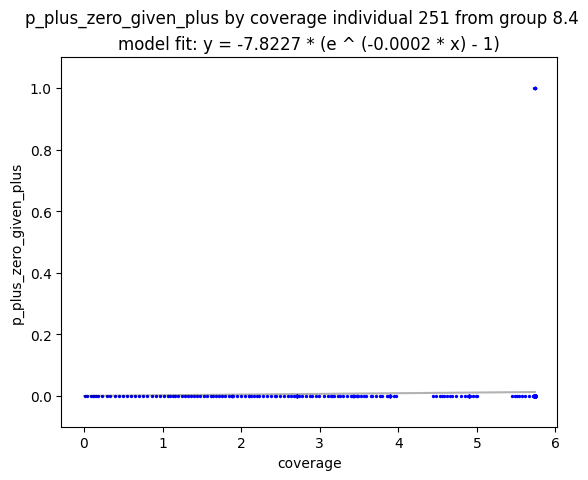 p_plus_zero_given_plus by coverage individual 251 from group 8.4
model fit: y = -7.8227 * (e ^ (-0.0002 * x) - 1)
1.0
0.8
0.6
0.4
0.2
0.0
p_plus_zero_given_plus
0 1 2 3 4 5 6
coverage